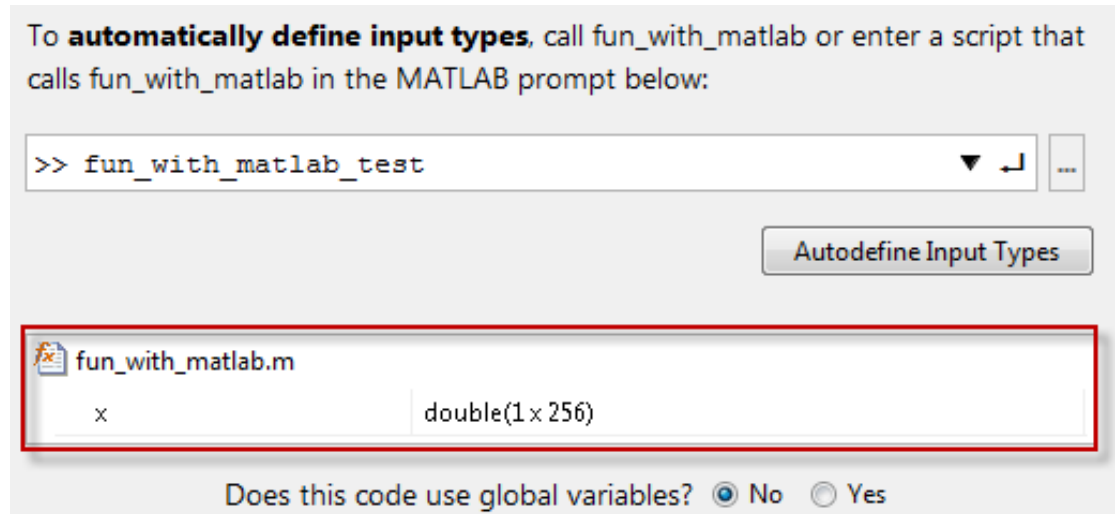 To automatically define input types, call fun_with_matlab or enter a script that
calls fun_with_matlab in the MATLAB prompt below:
>> fun_with_matlab_test
...
Autodefine Input Types
fun_with_matlab.m
x double(1 x 256)
Does this code use global variables? No Yes